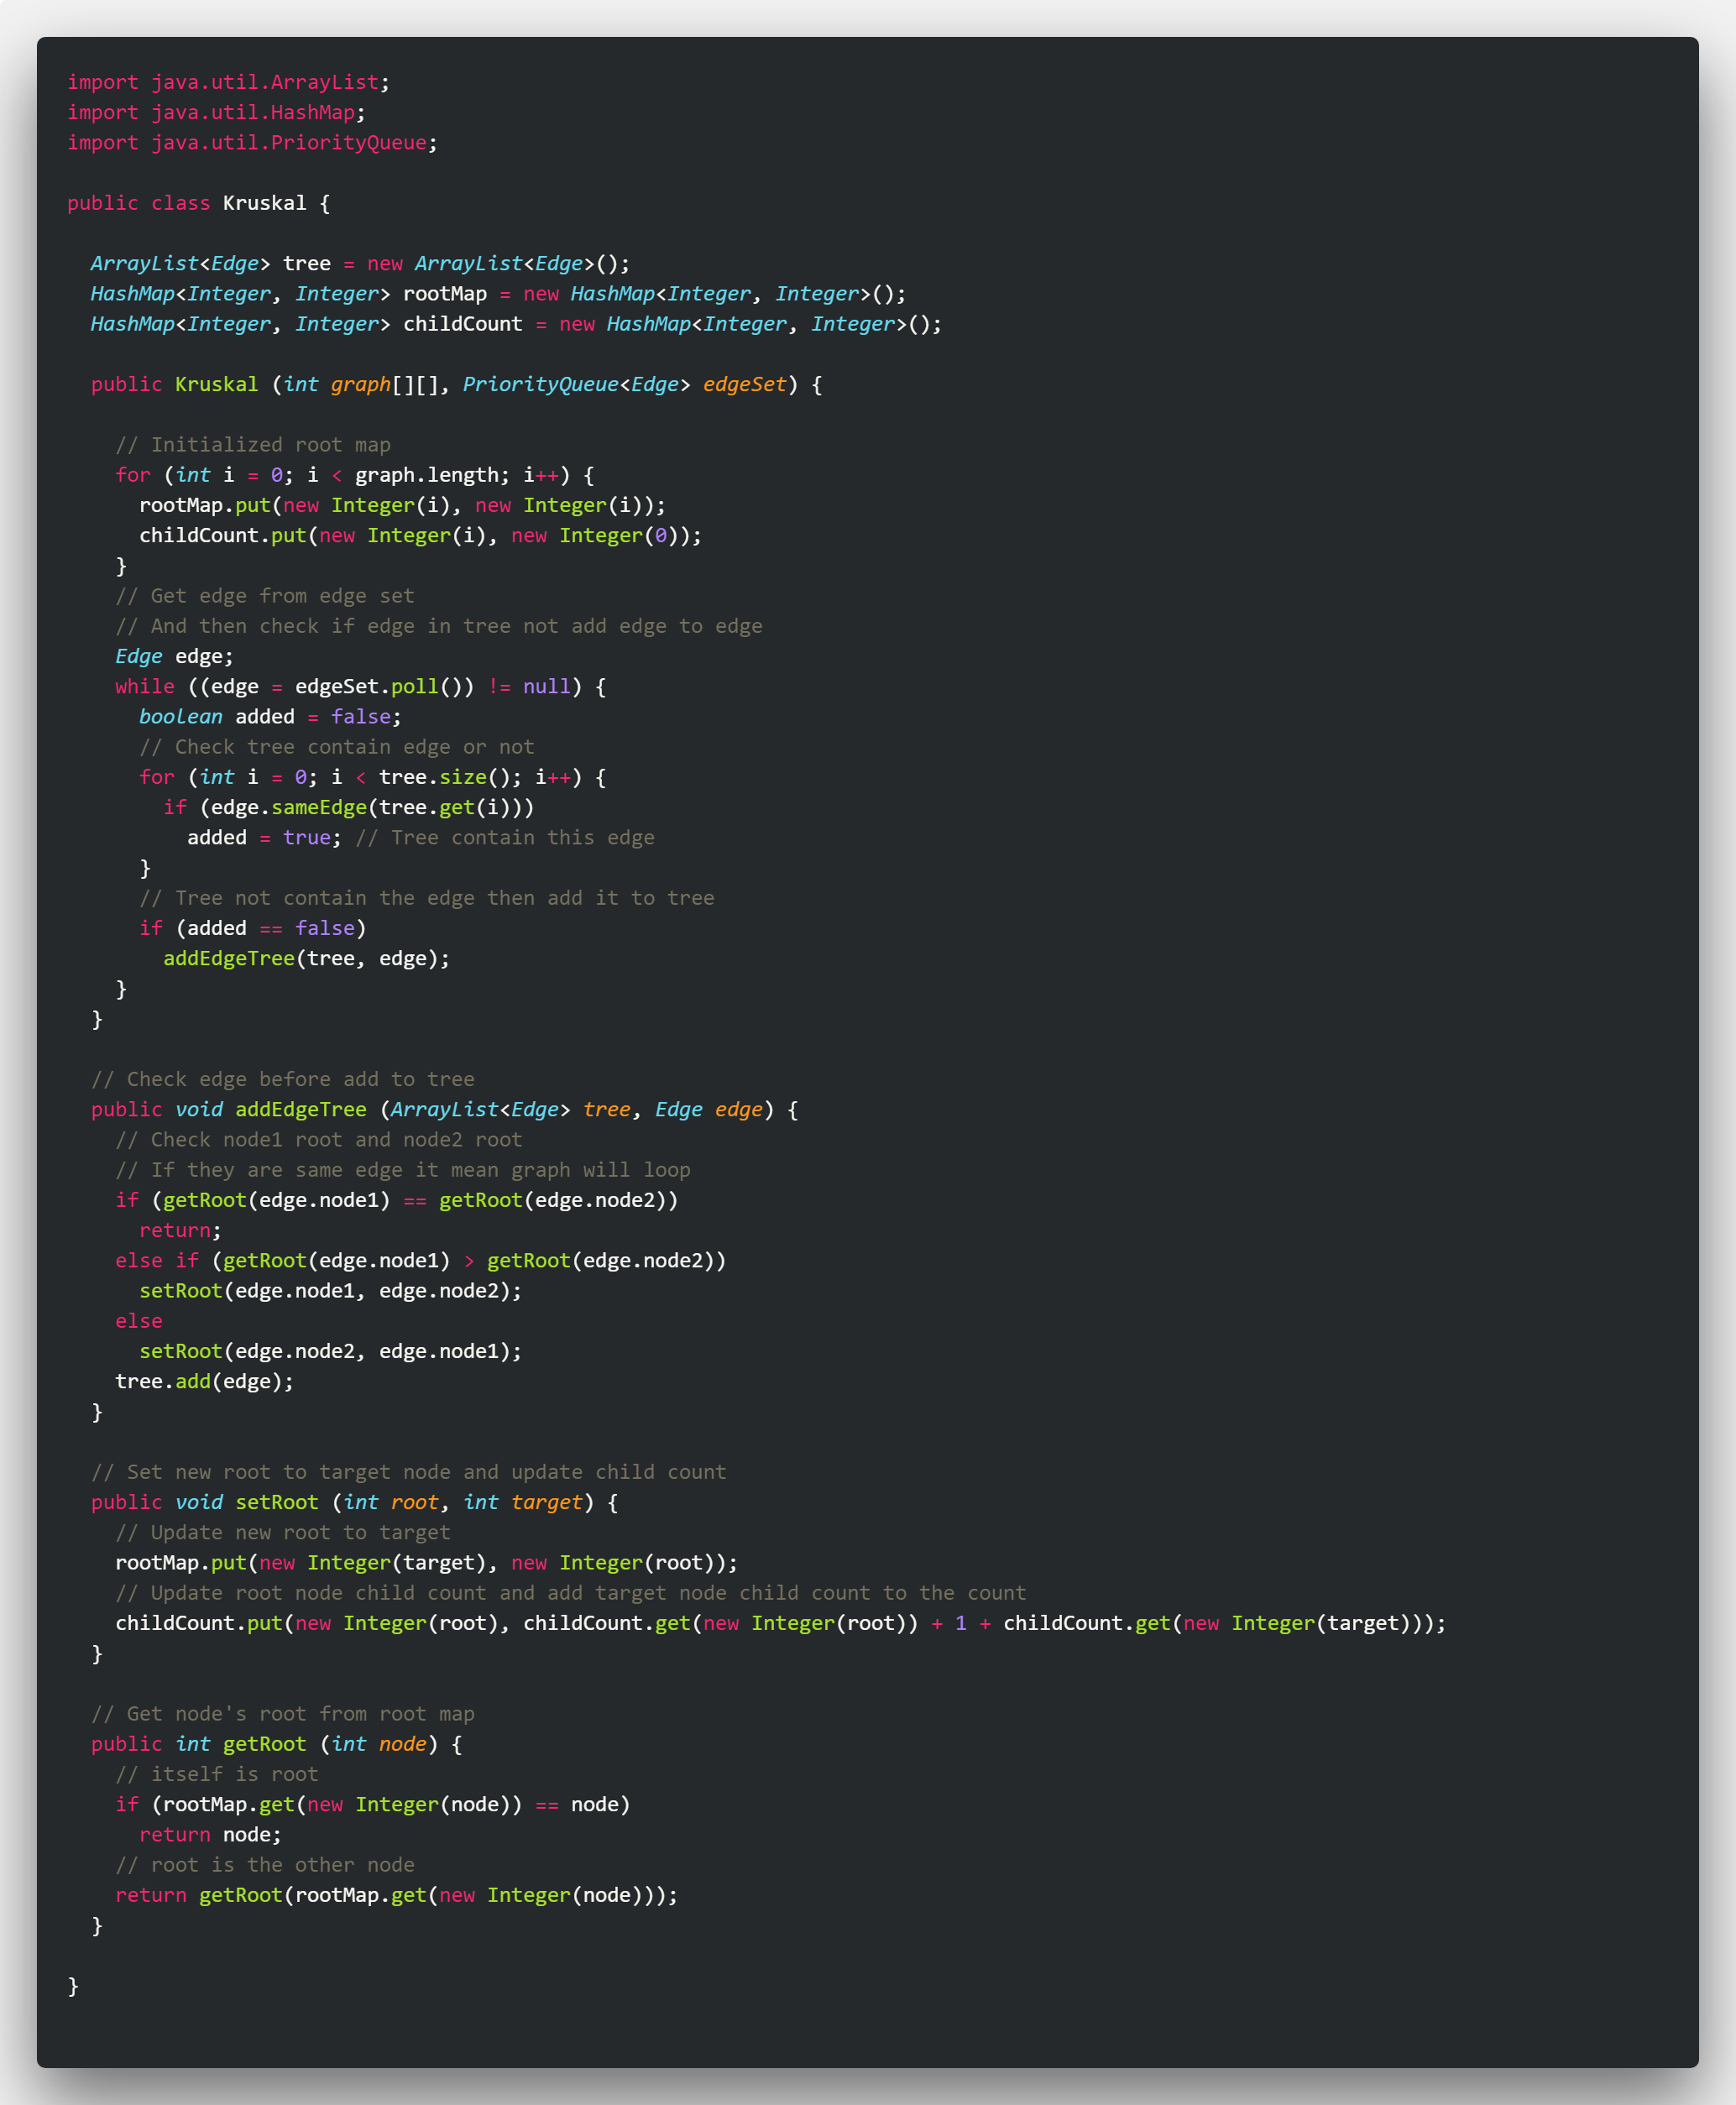 import java.util.ArrayList;
import java.util.HashMap;
import java.util.PriorityQueue;

public class Kruskal {

  ArrayList<Edge> tree = new ArrayList<Edge>();
  HashMap<Integer, Integer> rootMap = new HashMap<Integer, Integer>();
  HashMap<Integer, Integer> childCount = new HashMap<Integer, Integer>();

  public Kruskal (int graph[][], PriorityQueue<Edge> edgeSet) {

    // Initialized root map
    for (int i = 0; i < graph.length; i++) {
      rootMap.put(new Integer(i), new Integer(i));
      childCount.put(new Integer(i), new Integer(0));
    }
    // Get edge from edge set
    // And then check if edge in tree not add edge to edge
    Edge edge;
    while ((edge = edgeSet.poll()) != null) {
      boolean added = false;
      // Check tree contain edge or not
      for (int i = 0; i < tree.size(); i++) {
        if (edge.sameEdge(tree.get(i)))
          added = true; // Tree contain this edge
      }
      // Tree not contain the edge then add it to tree
      if (added == false)
        addEdgeTree(tree, edge);
    }
  }

  // Check edge before add to tree
  public void addEdgeTree (ArrayList<Edge> tree, Edge edge) {
    // Check node1 root and node2 root
    // If they are same edge it mean graph will loop
    if (getRoot(edge.node1) == getRoot(edge.node2))
      return;
    else if (getRoot(edge.node1) > getRoot(edge.node2))
      setRoot(edge.node1, edge.node2);
    else
      setRoot(edge.node2, edge.node1);
    tree.add(edge);
  }

  // Set new root to target node and update child count
  public void setRoot (int root, int target) {
    // Update new root to target
    rootMap.put(new Integer(target), new Integer(root));
    // Update root node child count and add target node child count to the count
    childCount.put(new Integer(root), childCount.get(new Integer(root)) + 1 + childCount.get(new Integer(target)));
  }

  // Get node's root from root map
  public int getRoot (int node) {
    // itself is root
    if (rootMap.get(new Integer(node)) == node)
      return node;
    // root is the other node
    return getRoot(rootMap.get(new Integer(node)));
  }

}